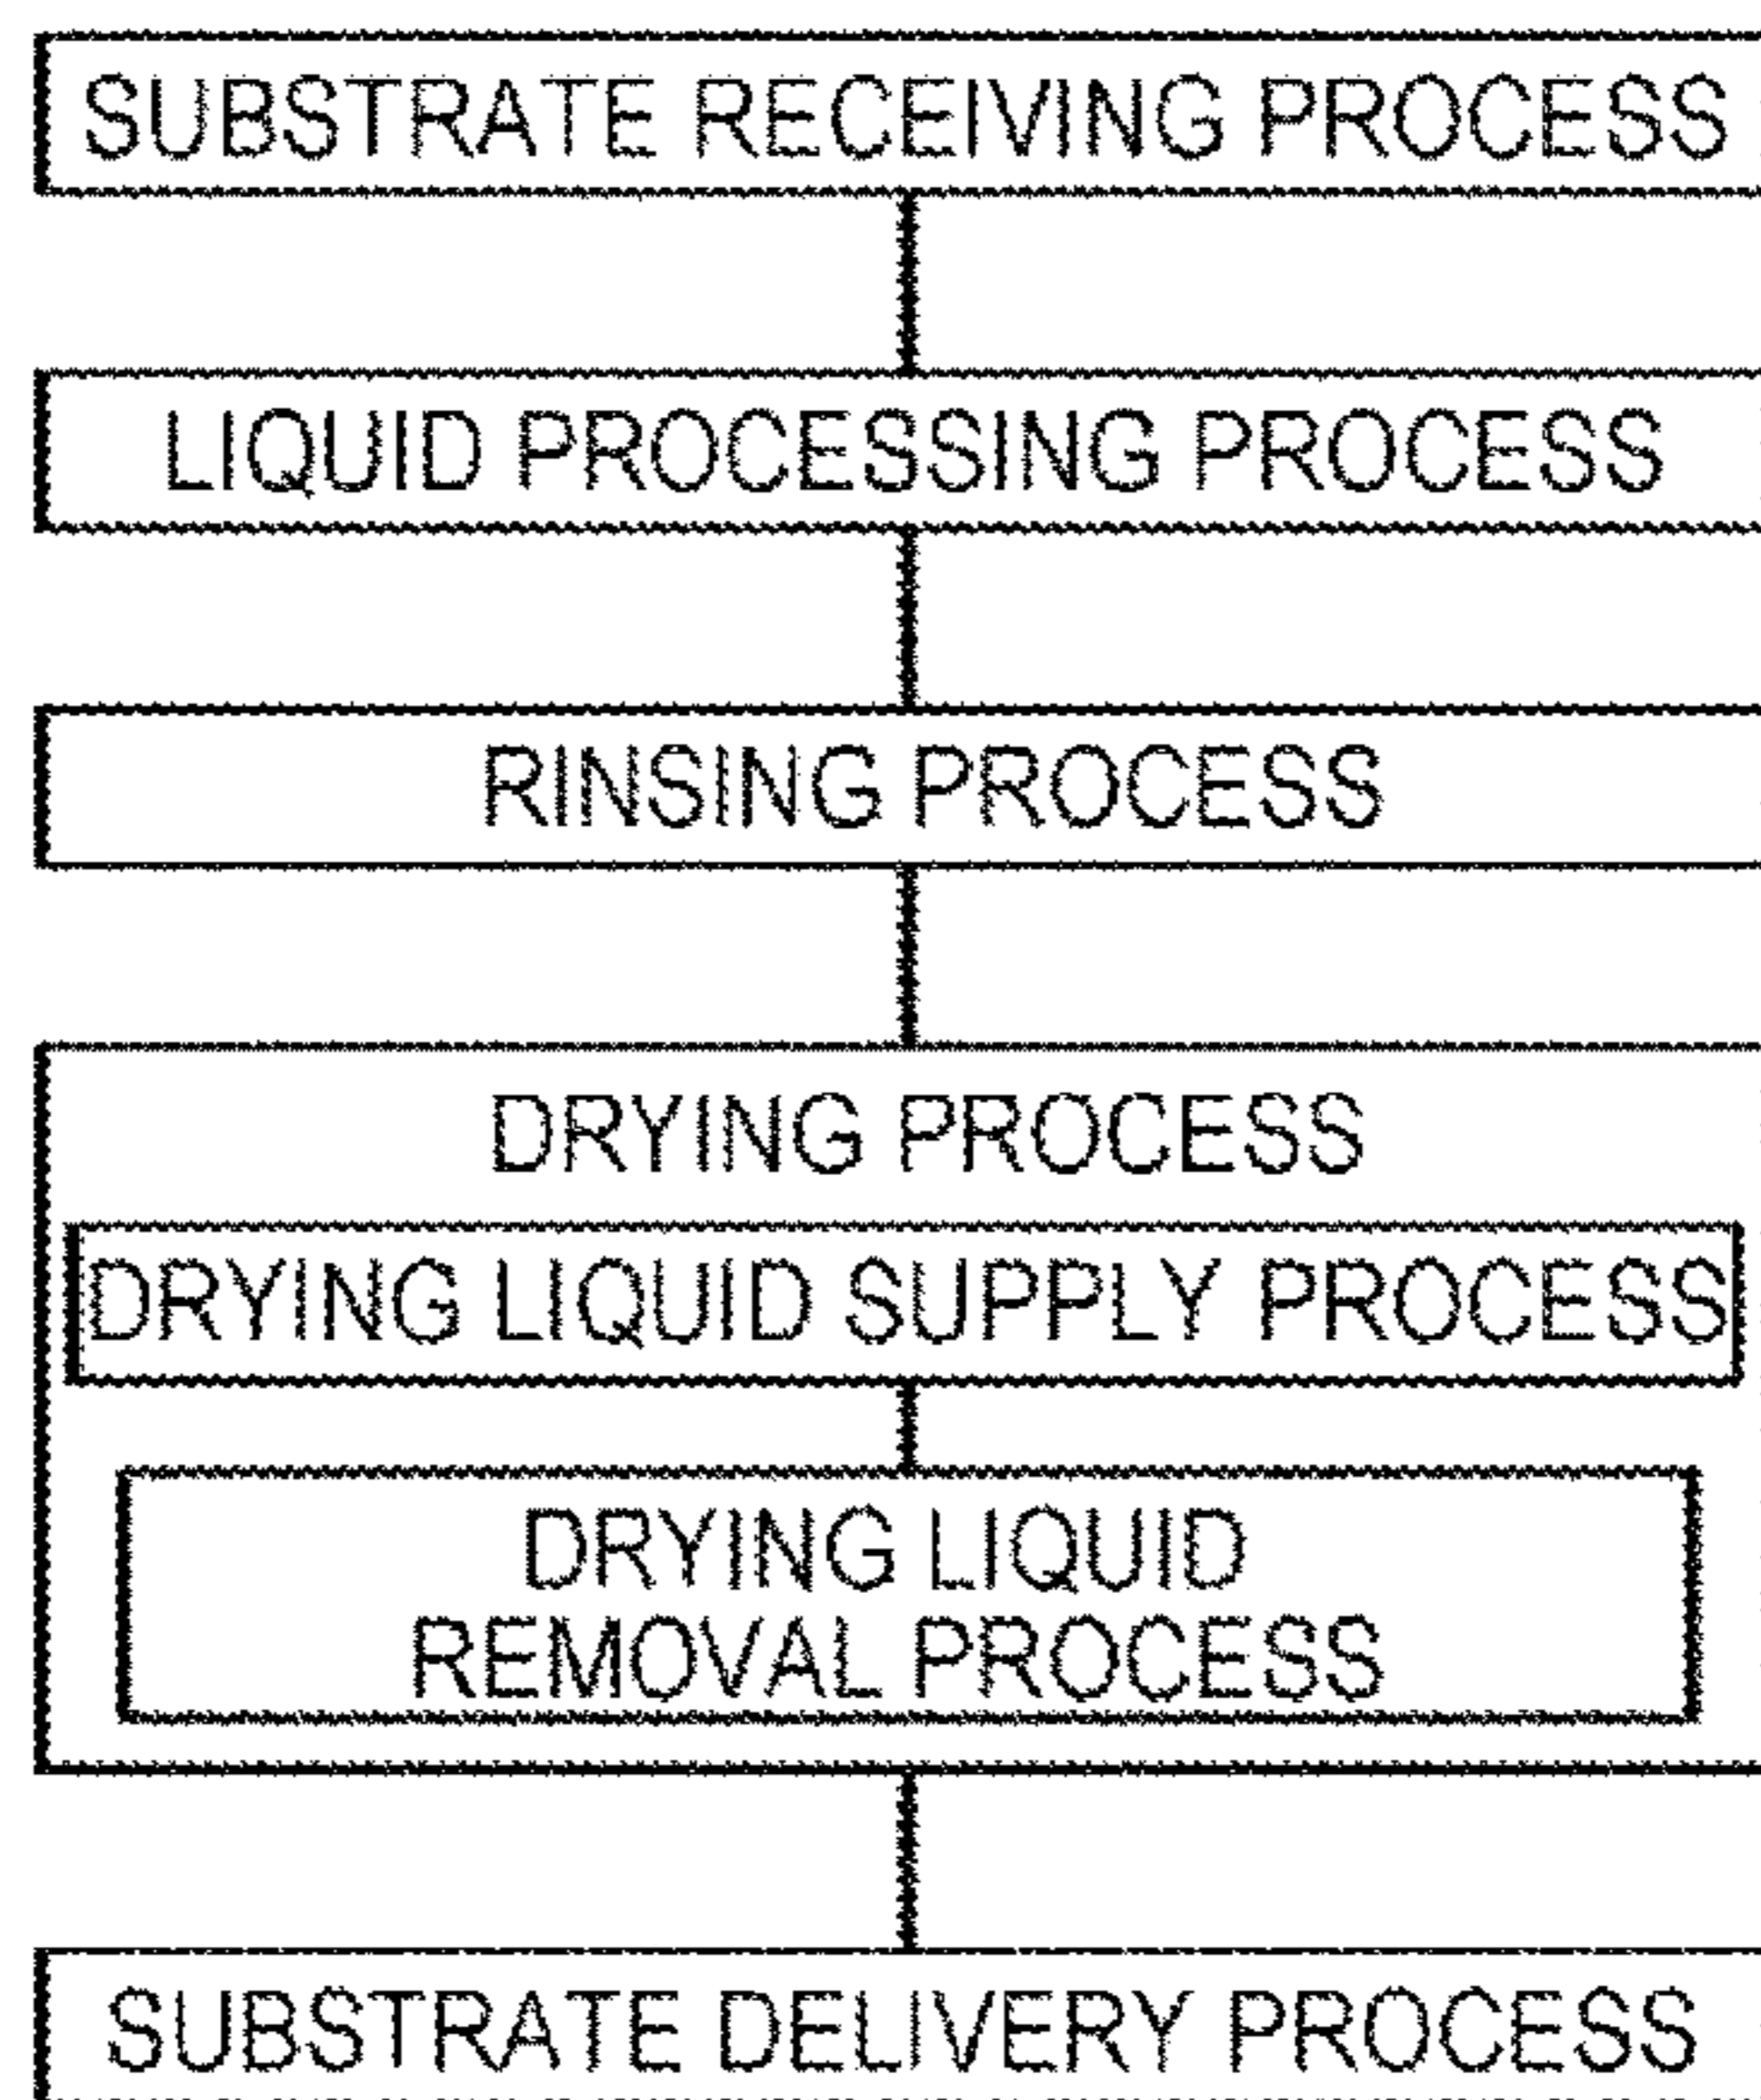 SUBSTRATE RECEIVING PROCESS
LIQUID PROCESSING PROCESS
RINSING PROCESS
DRYING PROCESS
DRYING LIQUID SUPPLY PROCESS
DRYING LIQUID
REMOVAL PROCESS
SUBSTRATE DELIVERY PROCESS